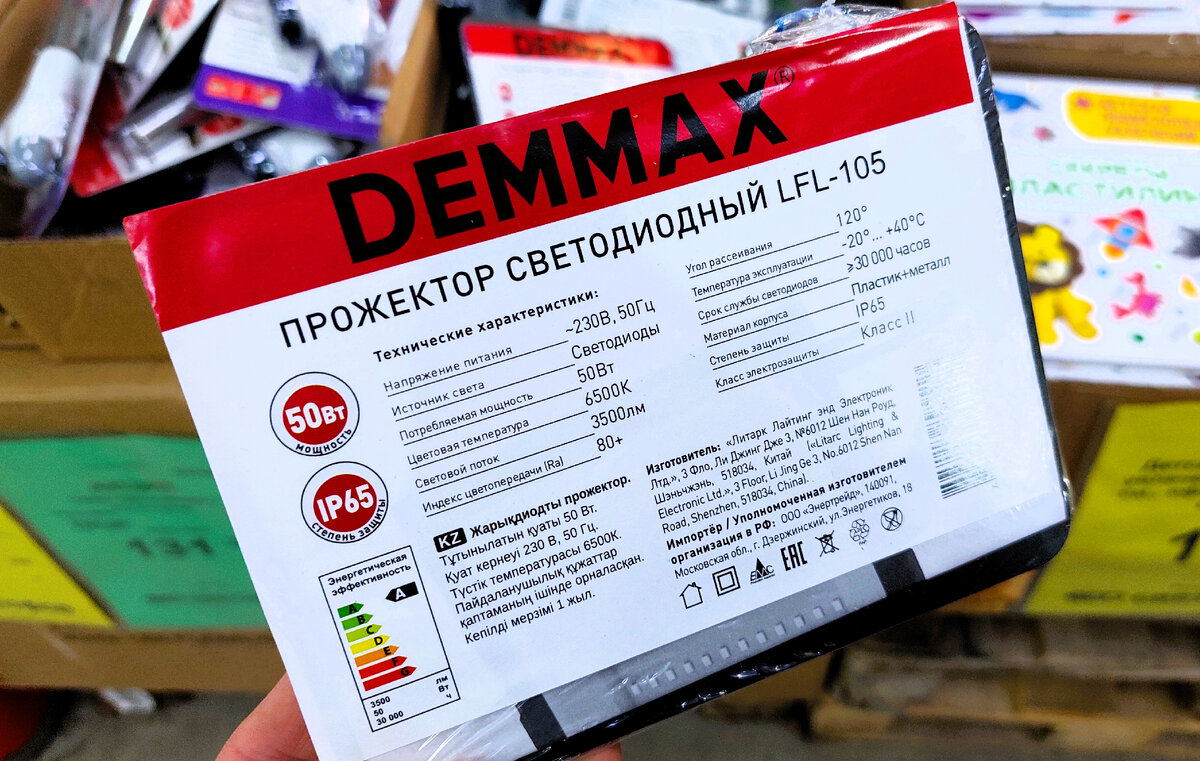 DEMMAX
DEMMAX®
ПРОЖЕКТОР СВЕТОДИОДНЫЙ LFL-105
50Вт
МОЩНОСТЬ
IP65
степень защиты
Энергетическая
эффективность
A
A
B
C
D
E
F
G
лм
3500
Вт
50
ч
30 000
Технические характеристики:
Напряжение питания ~230В, 50Гц
Источник света Светодиоды
Потребляемая мощность 50Вт
Цветовая температура 6500К
Световой поток 3500лм
Индекс цветопередачи (Ra) 80+
Угол рассеивания 120°
Температура эксплуатации -20°... +40°C
Срок службы светодиодов ≥30 000 часов
Материал корпуса Пластик+металл
Степень защиты IP65
Класс электрозащиты Класс II
KZ Жарықдиодты прожектор.
Тұтынылатын қуаты 50 Вт.
Қуат кернеуі 230 В, 50 Гц.
Түстік температурасы 6500К.
Пайдаланушылық құжаттар
қаптаманың ішінде орналасқан.
Кепілді мерзімі 1 жыл.
Изготовитель: «Литарк Лайтинг энд Электроник
Лтд.», 3 Фло, Ли Джинг Дже 3, №6012 Шен Нан Роуд,
Шэньчжэнь, 518034, Китай («Litarc Lighting &
Electronic Ltd.», 3 Floor, Li Jing Ge 3, No.6012 Shen Nan
Road, Shenzhen, 518034, China).
Импортёр / Уполномоченная изготовителем
организация в РФ: ООО «Энертрейд», 140091,
Московская обл., г. Дзержинский, ул.Энергетиков, 18
EAC
131